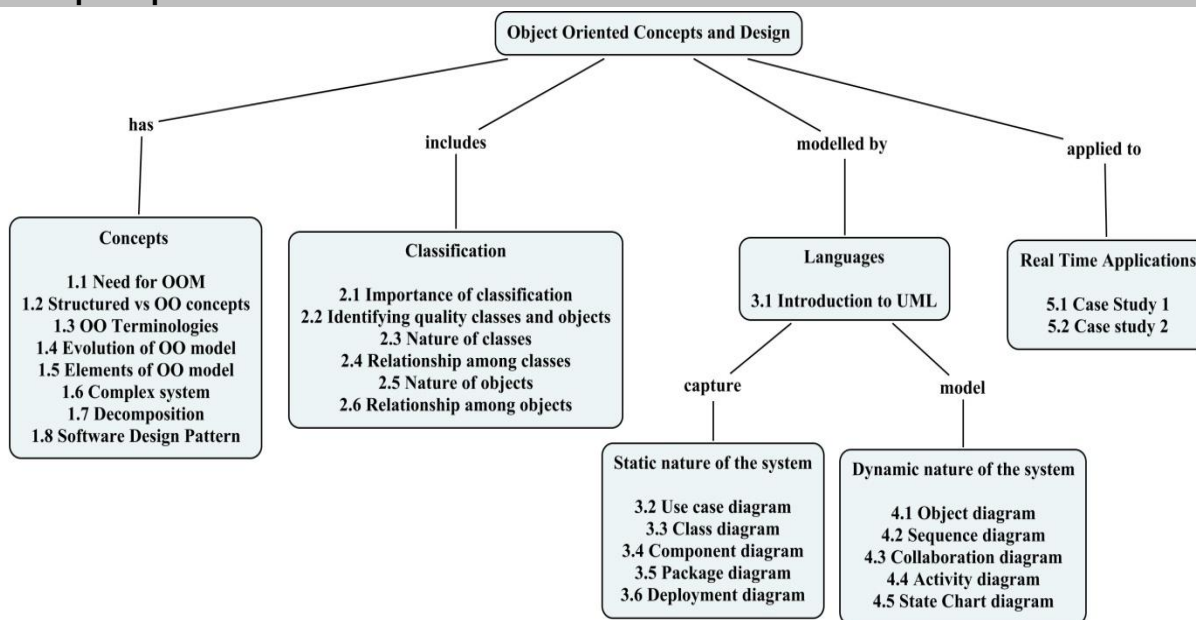 Object Oriented Concepts and Design
has
includes
modelled by
applied to
Concepts
1.1 Need for OOM
1.2 Structured vs OO concepts
1.3 OO Terminologies
1.4 Evolution of OO model
1.5 Elements of OO model
1.6 Complex system
1.7 Decomposition
1.8 Software Design Pattern
Classification
2.1 Importance of classification
2.2 Identifying quality classes and objects
2.3 Nature of classes
2.4 Relationship among classes
2.5 Nature of objects
2.6 Relationship among objects
Languages
3.1 Introduction to UML
Real Time Applications
5.1 Case Study 1
5.2 Case study 2
capture
model
Static nature of the system
3.2 Use case diagram
3.3 Class diagram
3.4 Component diagram
3.5 Package diagram
3.6 Deployment diagram
Dynamic nature of the system
4.1 Object diagram
4.2 Sequence diagram
4.3 Collaboration diagram
4.4 Activity diagram
4.5 State Chart diagram